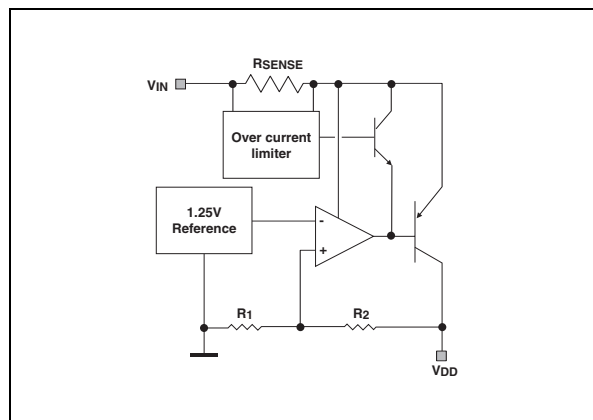 RSENSE
VIN
Over current
limiter
1.25V
Reference
-
+
R1
R2
VDD